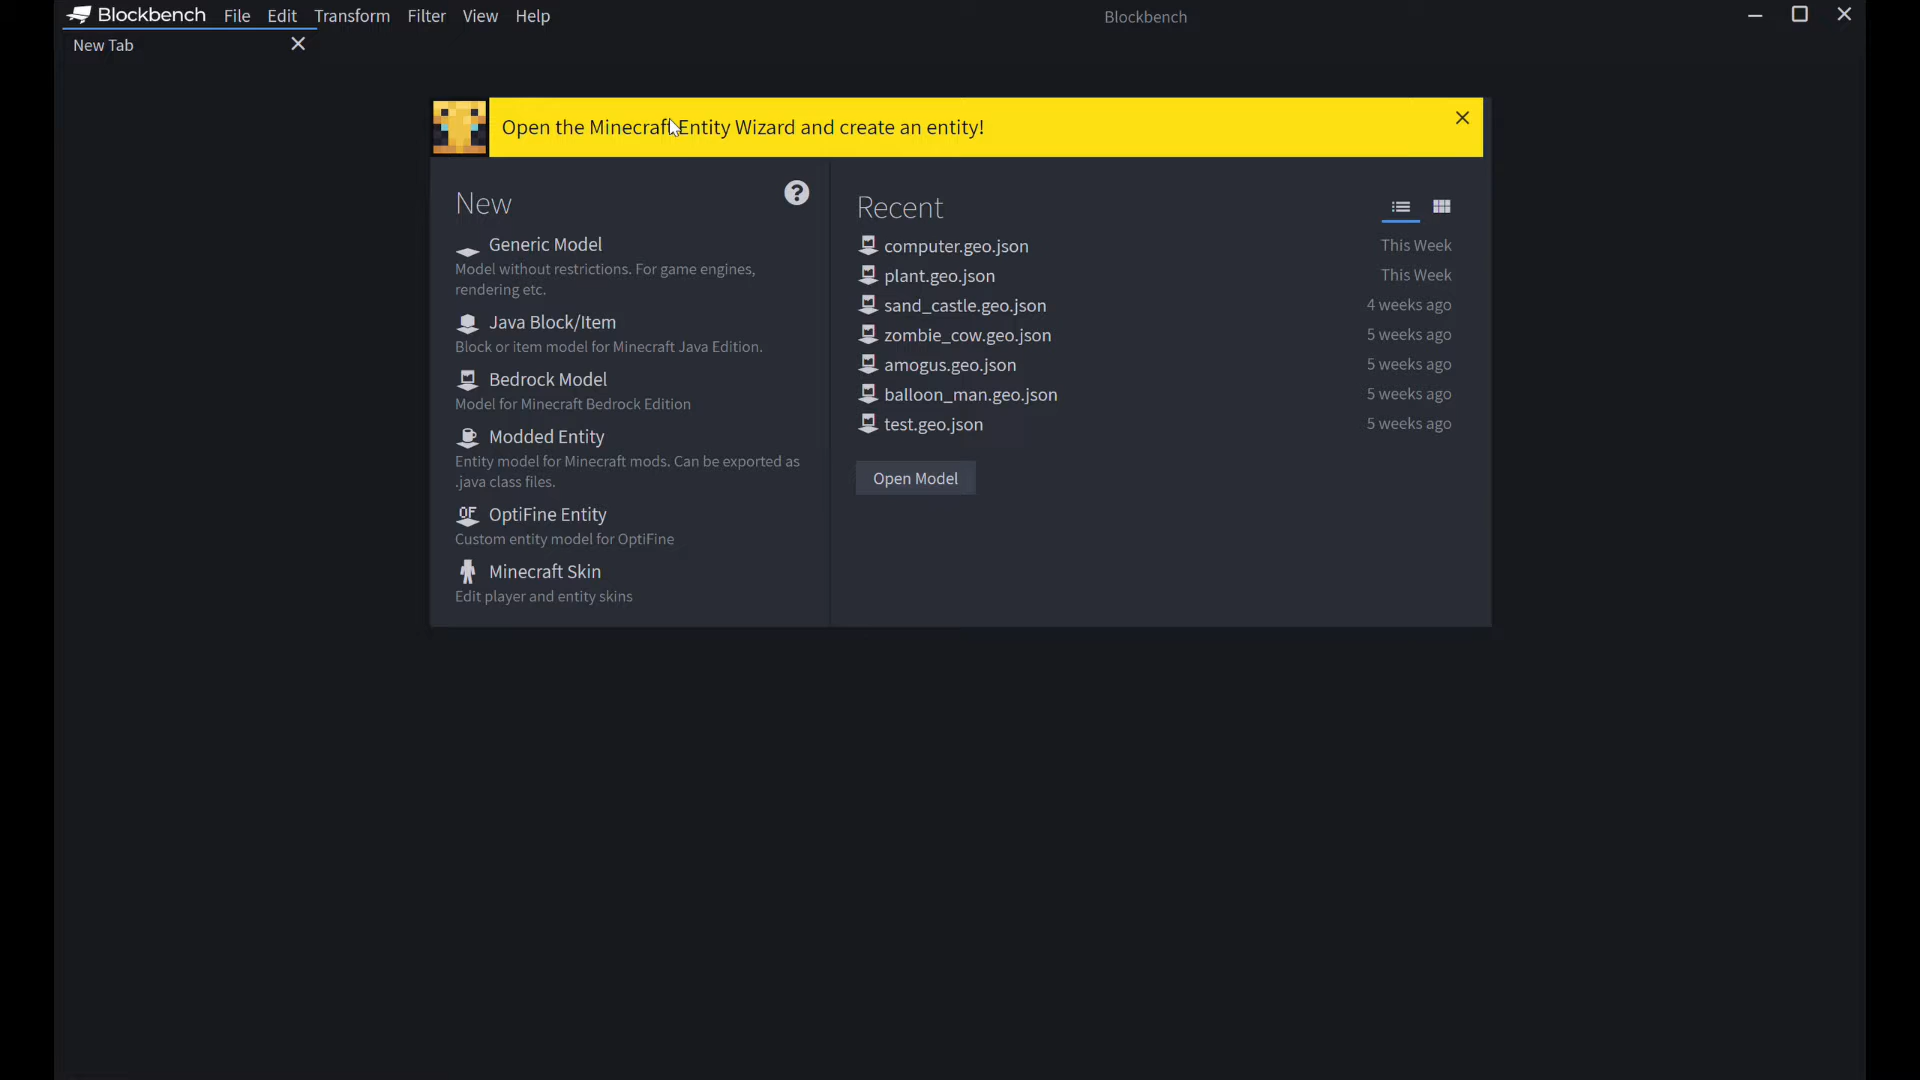 Blockbench File Edit Transform Filter View Help
Blockbench
New Tab
Open the Minecraft Entity Wizard and create an entity!
New
Generic Model
Model without restrictions. For game engines,
rendering etc.
Java Block/Item
Block or item model for Minecraft Java Edition.
Bedrock Model
Model for Minecraft Bedrock Edition
Modded Entity
Entity model for Minecraft mods. Can be exported as
.java class files.
OF OptiFine Entity
Custom entity model for OptiFine
Minecraft Skin
Edit player and entity skins
Recent
computer.geo.json This Week
plant.geo.json This Week
sand_castle.geo.json 4 weeks ago
zombie_cow.geo.json 5 weeks ago
amogus.geo.json 5 weeks ago
balloon_man.geo.json 5 weeks ago
test.geo.json 5 weeks ago
Open Model